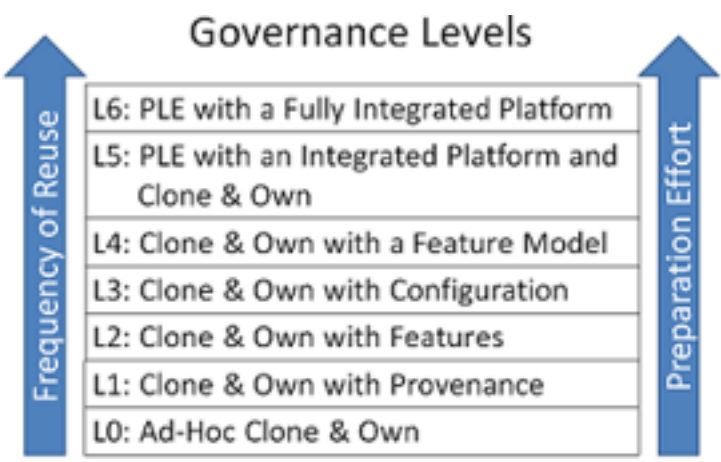 Governance Levels
Frequency of Reuse
L6: PLE with a Fully Integrated Platform
L5: PLE with an Integrated Platform and
Clone & Own
L4: Clone & Own with a Feature Model
L3: Clone & Own with Configuration
L2: Clone & Own with Features
L1: Clone & Own with Provenance
L0: Ad-Hoc Clone & Own
Preparation Effort